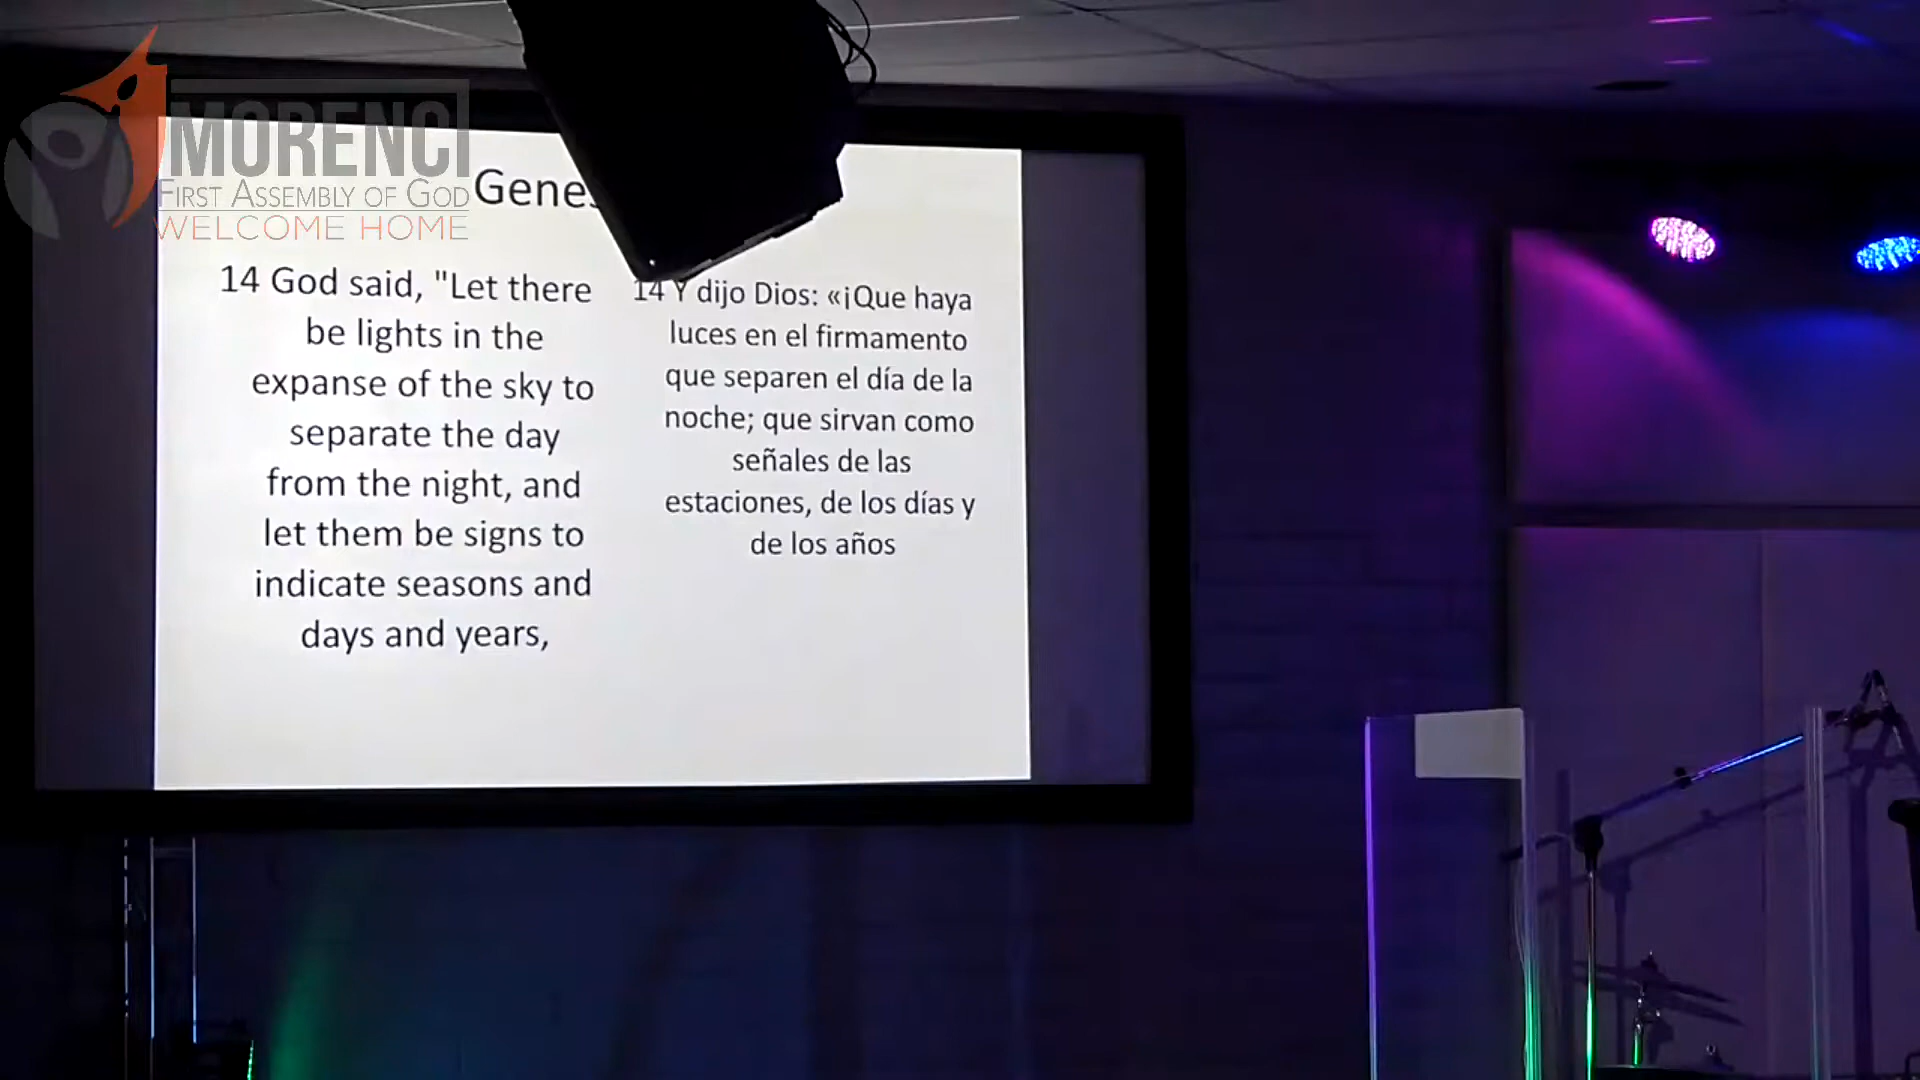 MORENCI
FIRST ASSEMBLY OF GOD
WELCOME HOME
14 God said, "Let there
be lights in the
expanse of the sky to
separate the day
from the night, and
let them be signs to
indicate seasons and
days and years,
14 Y dijo Dios: «¡Que haya
luces en el firmamento
que separen el día de la
noche; que sirvan como
señales de las
estaciones, de los días y
de los años